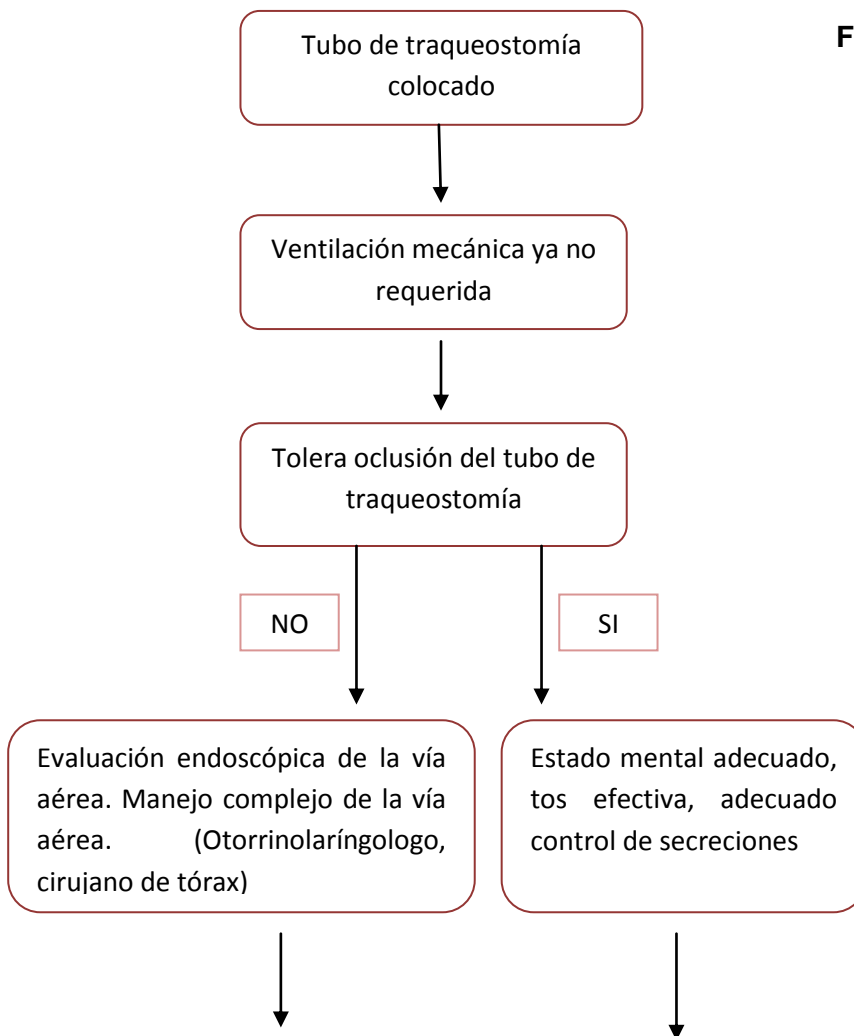 F
Tubo de traqueostomía
colocado
Ventilación mecánica ya no
requerida
Tolera oclusión del tubo de
traqueostomía
NO
SI
Evaluación endoscópica de la vía
aérea. Manejo complejo de la vía
aérea. (Otorrinolaríngologo,
cirujano de tórax)
Estado mental adecuado,
tos efectiva, adecuado
control de secreciones